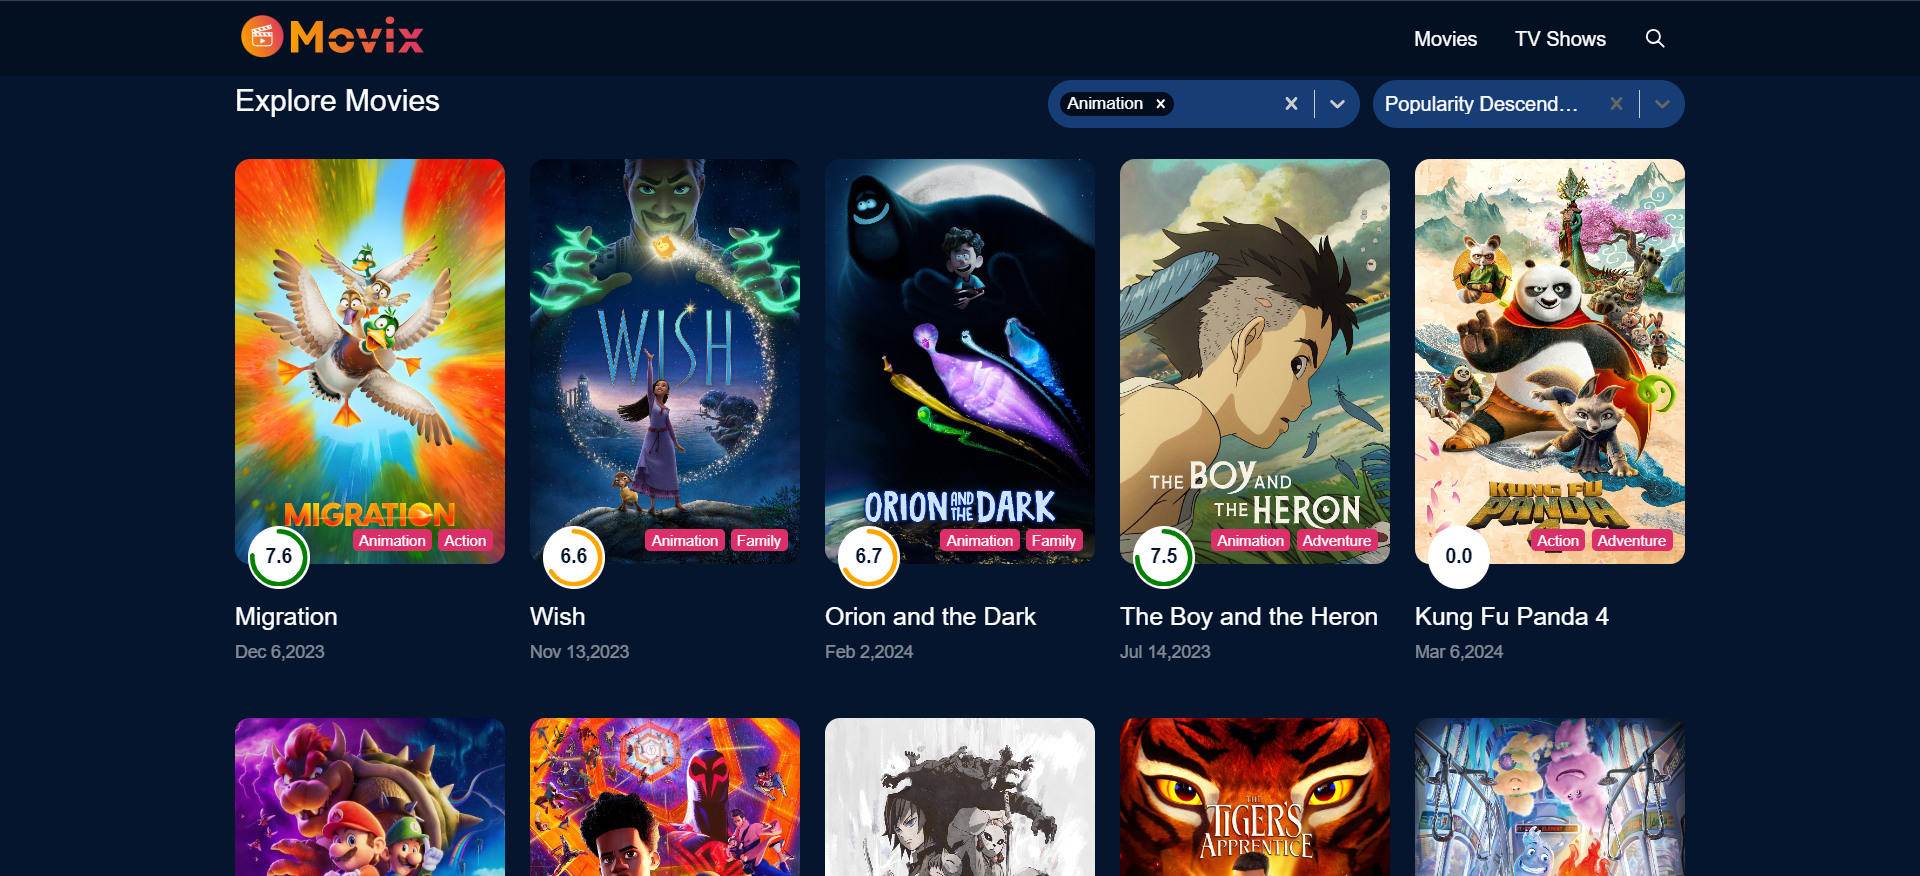 Movix
Movies
TV Shows
Explore Movies
Animation
Popularity Descend...
MIGRATION
Animation
Action
7.6
Migration
Dec 6,2023
WISH
Animation
Family
6.6
Wish
Nov 13,2023
ORION AND THE DARK
Animation
Family
6.7
Orion and the Dark
Feb 2,2024
THE BOY AND
THE HERON
Animation
Adventure
7.5
The Boy and the Heron
Jul 14,2023
KUNG FU
PANDA
Action
Adventure
0.0
Kung Fu Panda 4
Mar 6,2024
THE
TIGER'S
APPRENTICE